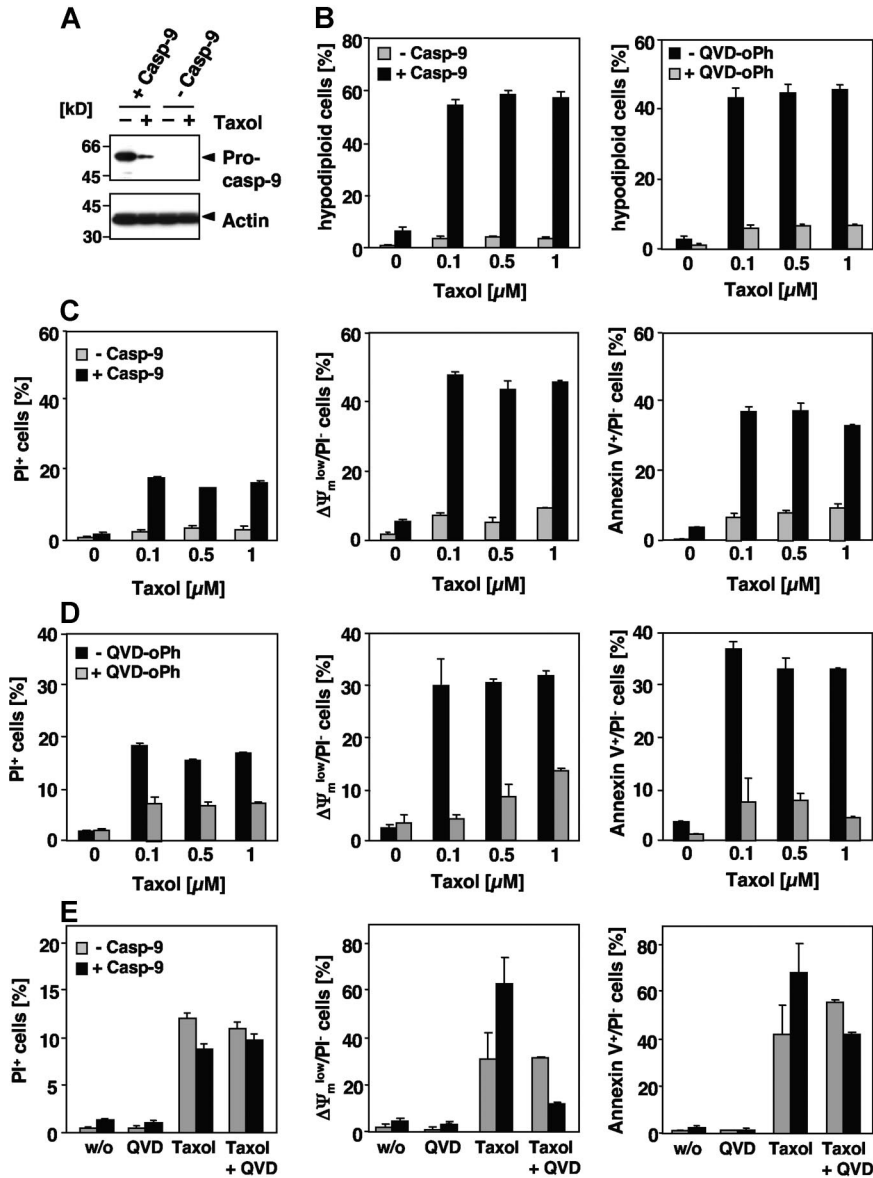 A
+ Casp-9
- Casp-9
[kD]
– + – + Taxol
66
45
Pro-
casp-9
45
30
Actin
B
hypodiploid cells [%]
80
60
40
20
0
- Casp-9
+ Casp-9
0 0.1 0.5 1
Taxol [µM]
hypodiploid cells [%]
60
40
20
0
- QVD-oPh
+ QVD-oPh
0 0.1 0.5 1
Taxol [µM]
C
PI⁺ cells [%]
60
40
20
0
- Casp-9
+ Casp-9
0 0.1 0.5 1
Taxol [µM]
ΔΨm^low/PI⁻ cells [%]
60
40
20
0
0 0.1 0.5 1
Taxol [µM]
Annexin V⁺/PI⁻ cells [%]
60
40
20
0
0 0.1 0.5 1
Taxol [µM]
D
PI⁺ cells [%]
40
30
20
10
0
- QVD-oPh
+ QVD-oPh
0 0.1 0.5 1
Taxol [µM]
ΔΨm^low/PI⁻ cells [%]
40
30
20
10
0
0 0.1 0.5 1
Taxol [µM]
Annexin V⁺/PI⁻ cells [%]
40
30
20
10
0
0 0.1 0.5 1
Taxol [µM]
E
PI⁺ cells [%]
20
15
10
5
0
- Casp-9
+ Casp-9
w/o QVD Taxol Taxol
+ QVD
ΔΨm^low/PI⁻ cells [%]
80
60
40
20
0
w/o QVD Taxol Taxol
+ QVD
Annexin V⁺/PI⁻ cells [%]
80
60
40
20
0
w/o QVD Taxol Taxol
+ QVD